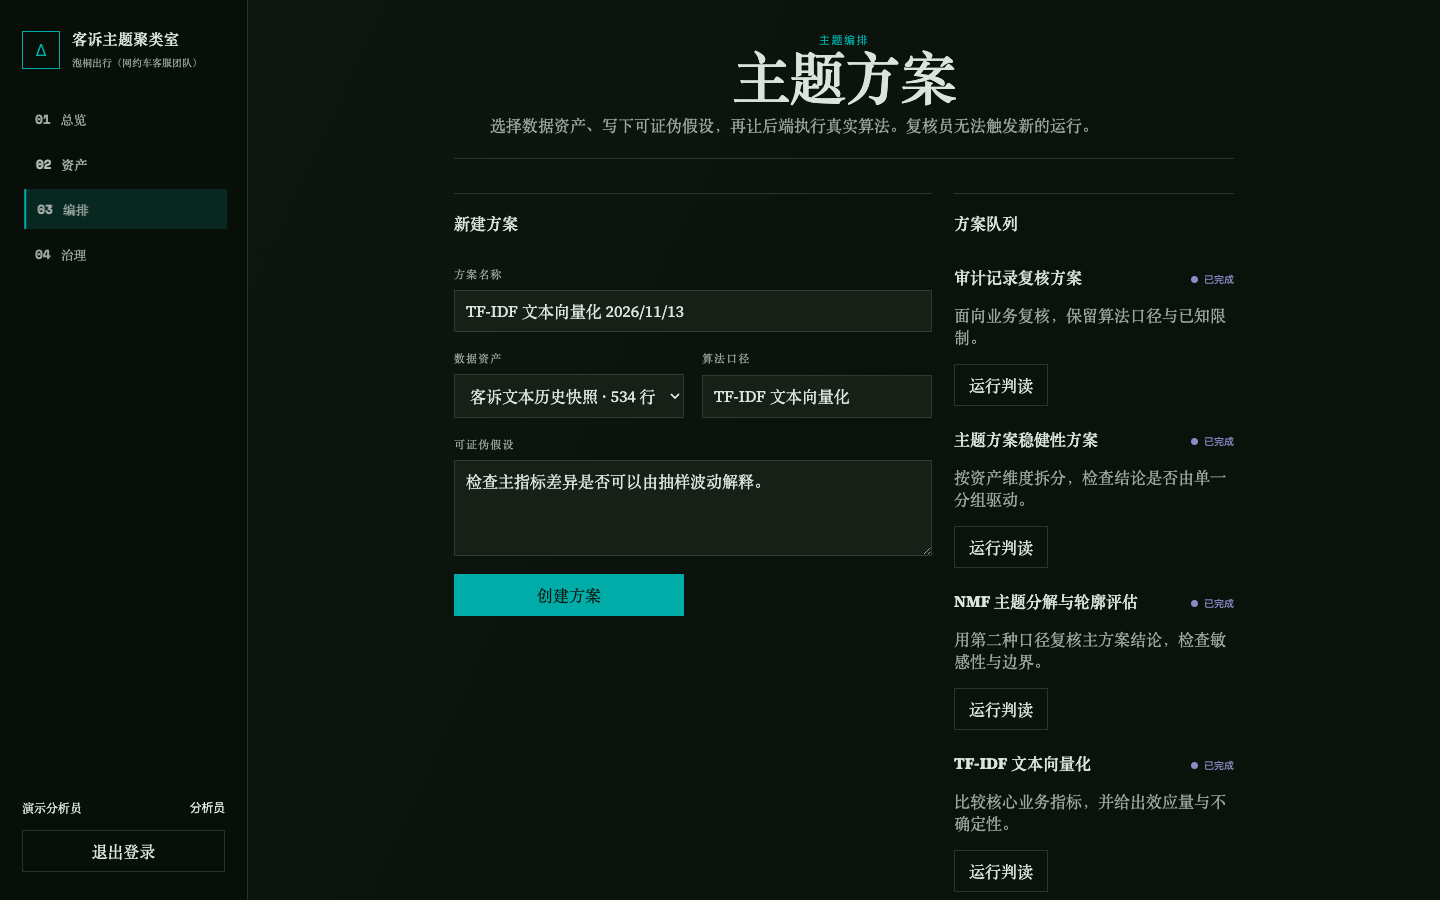 Δ
客诉主题聚类室
泡桐出行（网约车客服团队）
01 总览
02 资产
03 编排
04 治理
演示分析员
分析员
退出登录
主题编排
主题方案
选择数据资产、写下可证伪假设，再让后端执行真实算法。复核员无法触发新的运行。
新建方案
方案名称
TF-IDF 文本向量化 2026/11/13
数据资产
算法口径
客诉文本历史快照 · 534 行
TF-IDF 文本向量化
可证伪假设
检查主指标差异是否可以由抽样波动解释。
创建方案
方案队列
审计记录复核方案
已完成
面向业务复核，保留算法口径与已知限
制。
运行判读
主题方案稳健性方案
已完成
按资产维度拆分，检查结论是否由单一
分组驱动。
运行判读
NMF 主题分解与轮廓评估
已完成
用第二种口径复核主方案结论，检查敏
感性与边界。
运行判读
TF-IDF 文本向量化
已完成
比较核心业务指标，并给出效应量与不
确定性。
运行判读